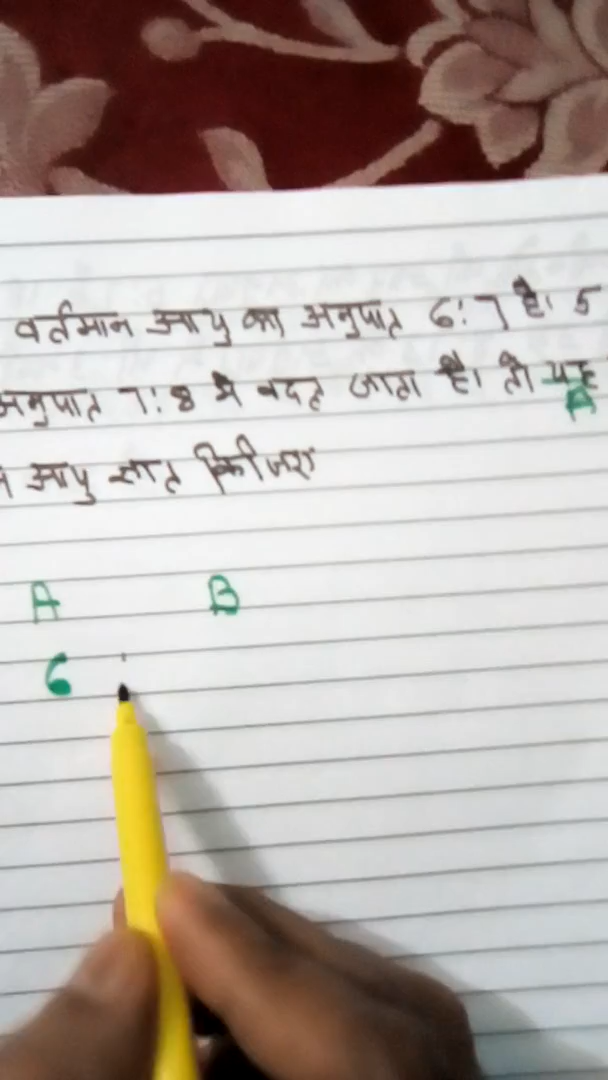 वर्तमान आयु का अनुपात 6:7 है। 5
अनुपात 7:8 में बदल जाता है। तो यह
A
आयु ज्ञात कीजिए
A B
6 :